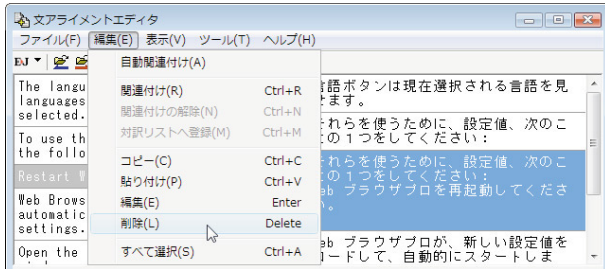 文アライメントエディタ
ファイル(F) 編集(E) 表示(V) ツール(T) ヘルプ(H)
EJ
自動関連付け(A)
関連付け(R) Ctrl+R
関連付けの解除(N) Ctrl+N
対訳リストへ登録(M) Ctrl+M
コピー(C) Ctrl+C
貼り付け(P) Ctrl+V
編集(E) Enter
削除(L) Delete
すべて選択(S) Ctrl+A
The langu
languages
selected.
To use th
the follo
Restart W
Web Brows
automatic
settings.
Open the
言語ボタンは現在選択される言語を見
せます。
れらを使うために、設定値、次のこ
との1つをしてください：
れらを使うために、設定値、次のこ
との1つをしてください：
eb ブラウザプロを再起動してくださ
い。
eb ブラウザプロが、新しい設定値を
ロードして、自動的にスタートしま